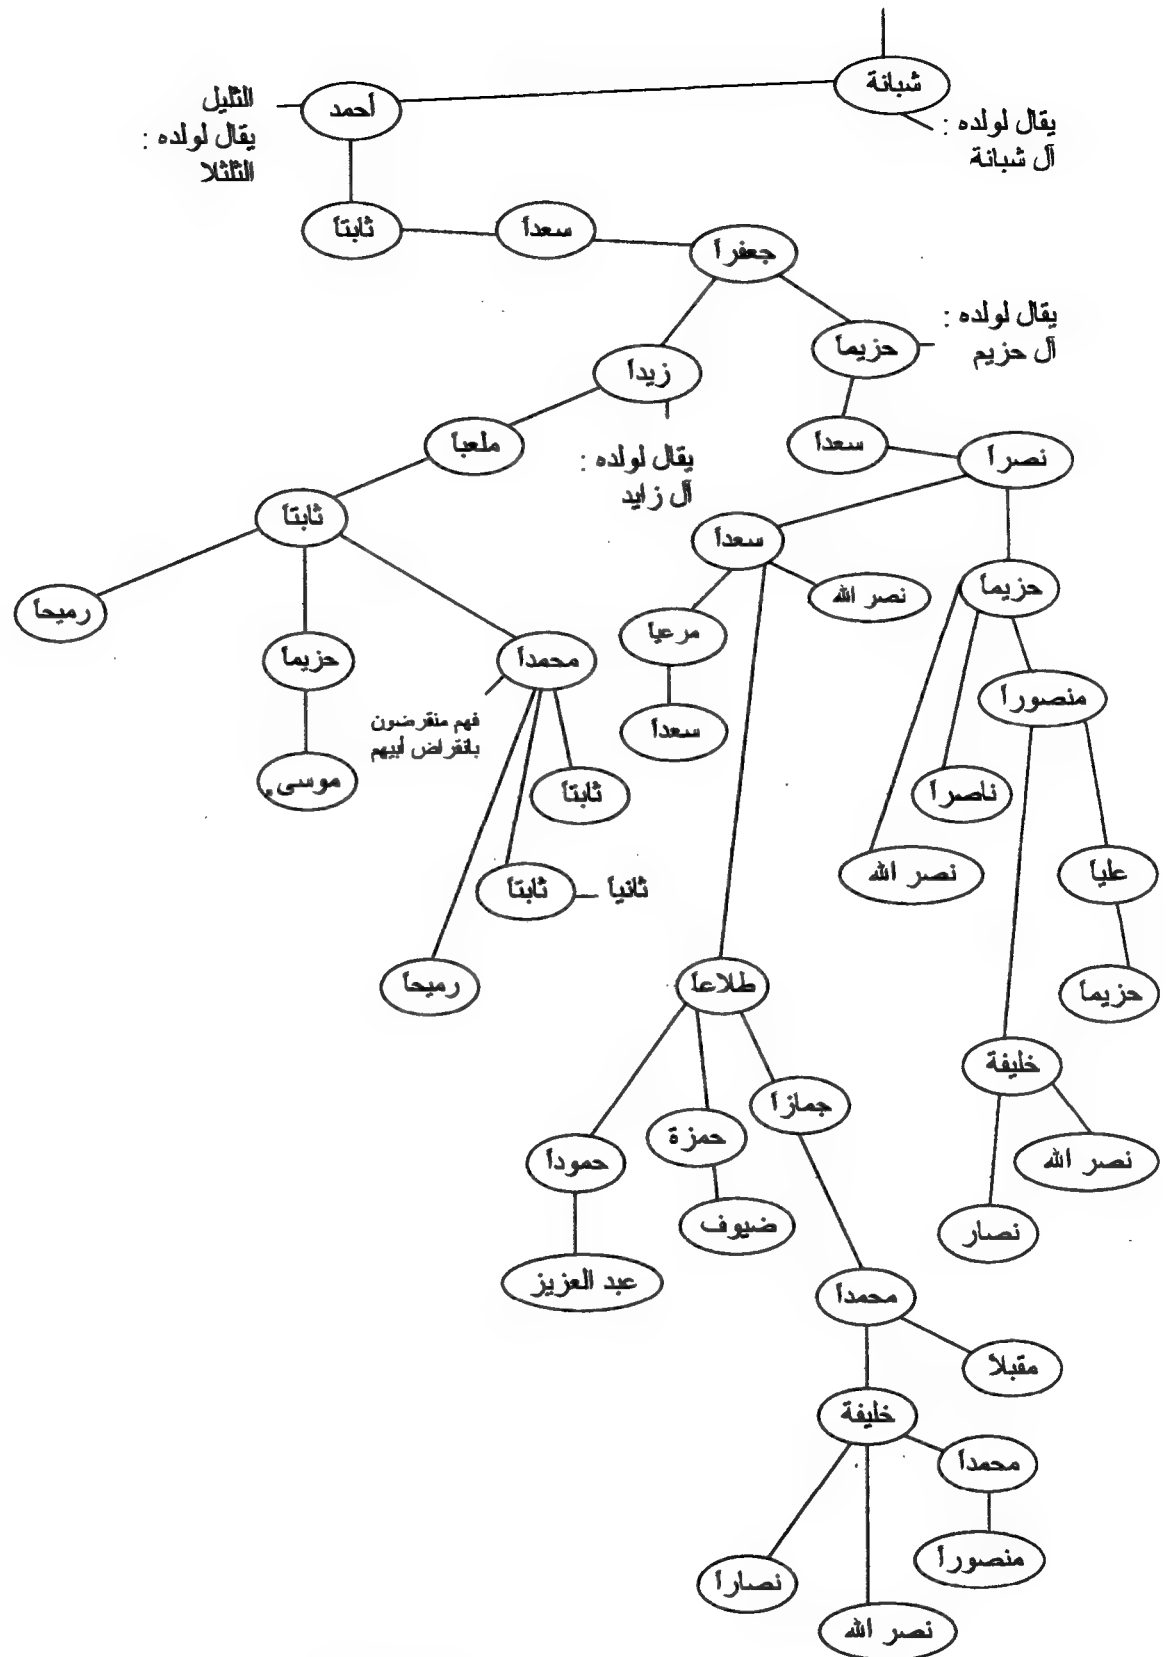 شبانة
يقال لولده :
آل شبانة
أحمد
الثليل
يقال لولده :
الثلثلا
ثابتاً
سعداً
جعفراً
حزيماً
يقال لولده :
آل حزيم
زيداً
يقال لولده :
آل زايد
ملعباً
سعداً
نصراً
ثابتاً
سعداً
حزيماً
نصر الله
رميحاً
مرعياً
حزيماً
محمداً
فهم منقرضون
بانقراض أبيهم
منصوراً
سعداً
موسى
ثابتاً
ناصراً
نصر الله
علياً
ثابتاً
ثانياً
رميحاً
طلاعاً
حزيماً
خليفة
جمازاً
حمزة
حموداً
نصر الله
نصار
ضيوف
عبد العزيز
محمداً
مقبلاً
خليفة
محمداً
منصوراً
نصاراً
نصر الله